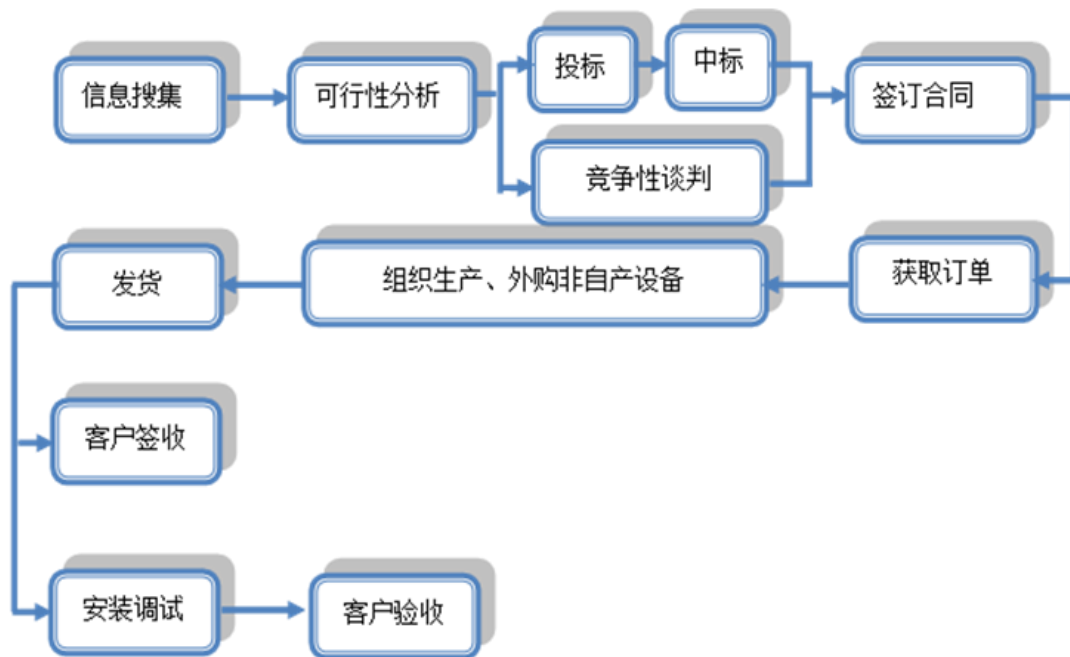 信息搜集
可行性分析
投标
中标
竞争性谈判
签订合同
获取订单
组织生产、外购非自产设备
发货
客户签收
安装调试
客户验收